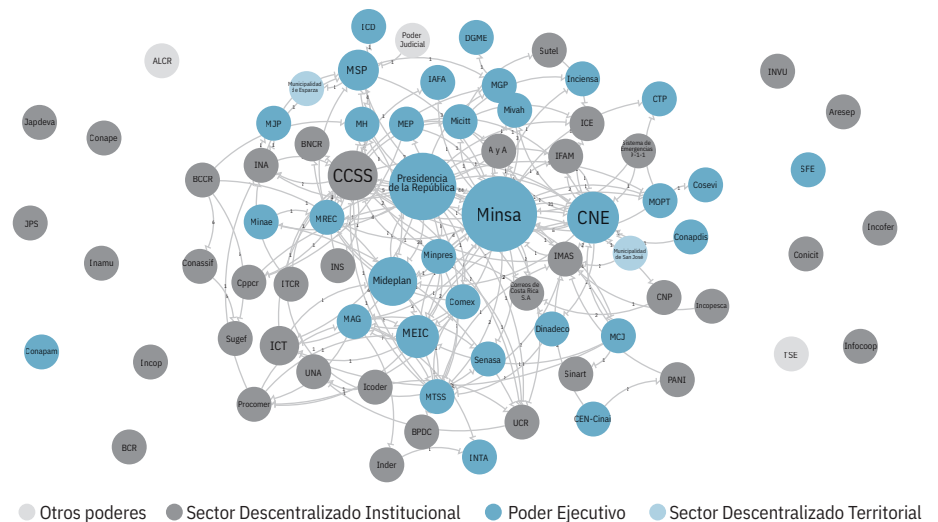 ICD
Poder
Judicial
DGME
Sutel
ALCR
MSP
IAFA
MGP
Inciensa
INVU
Municipalidad
de Esparza
CTP
Aresep
Japdeva
Conape
MJP
MH
MEP
Micitt
Mivah
ICE
BNCR
A y A
IFAM
Sistema de
Emergencias
9-1-1
INA
CCSS
Presidencia
de la República
SFE
BCCR
Cosevi
MOPT
Minsa
CNE
JPS
Minae
MREC
Incofer
Conapdis
Inamu
Conassif
INS
Minpres
IMAS
Municipalidad
de San José
Conicit
Cppcr
ITCR
Mideplan
Correos de
Costa Rica
S.A
CNP
Incopesca
Comex
MAG
Dinadeco
MEIC
MCJ
Sugef
ICT
Conapam
Incop
Senasa
TSE
Infocoop
UNA
Icoder
Sinart
PANI
Procomer
MTSS
CEN-Cinai
BPDC
UCR
BCR
Inder
INTA
Otros poderes
Sector Descentralizado Institucional
Poder Ejecutivo
Sector Descentralizado Territorial